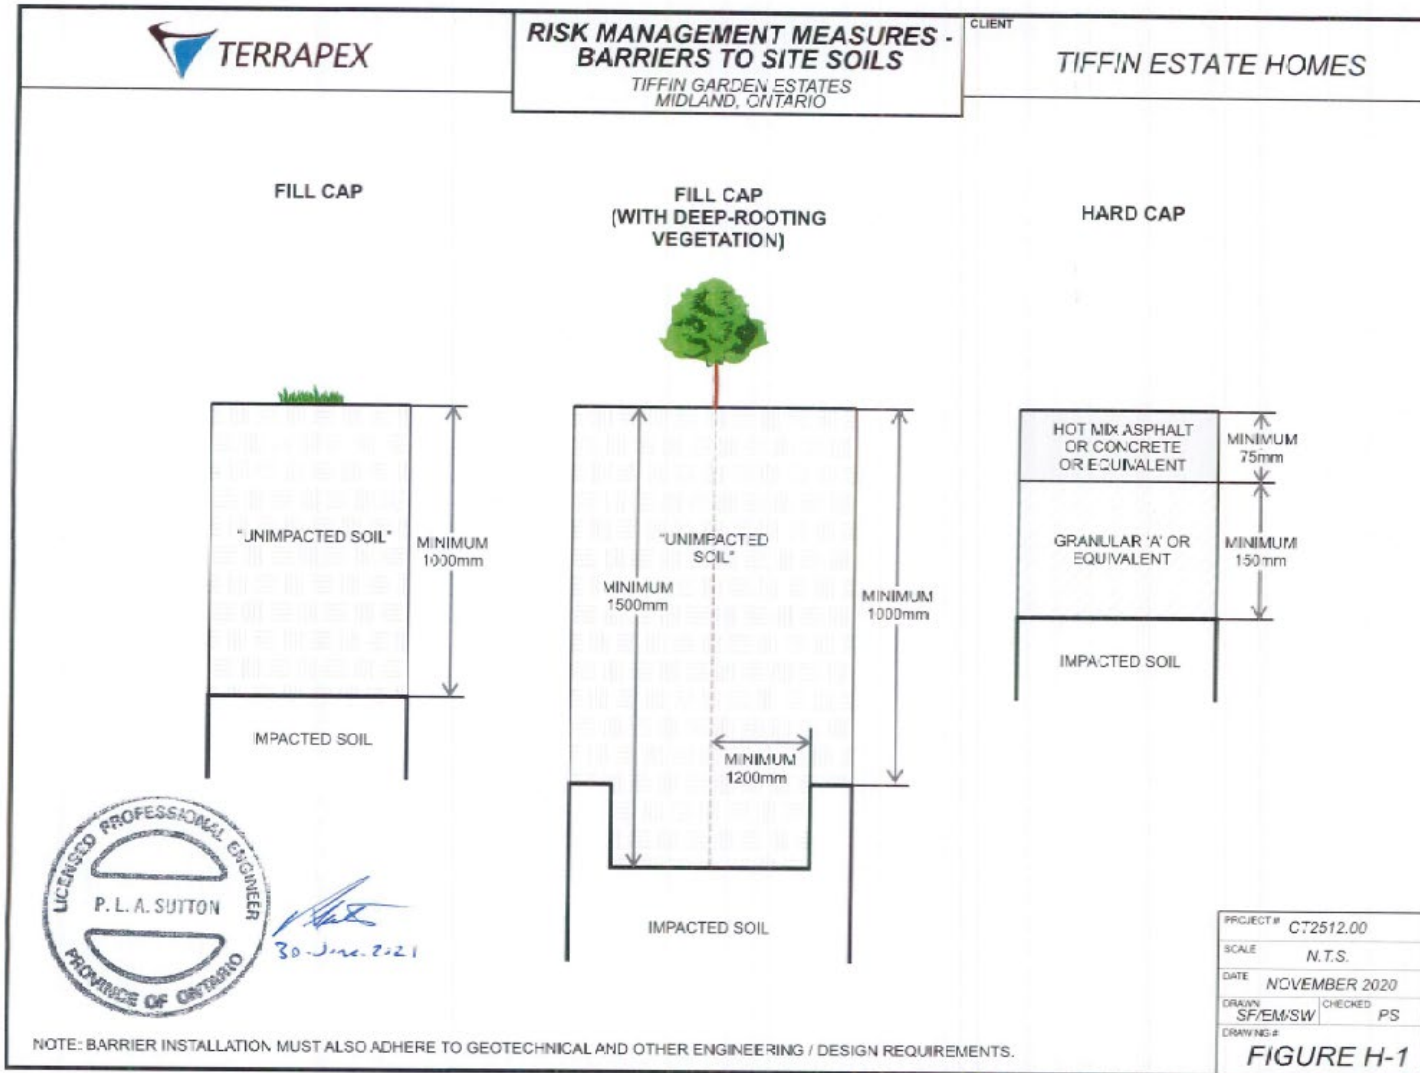 TERRAPEX
RISK MANAGEMENT MEASURES -
BARRIERS TO SITE SOILS
TIFFIN GARDEN ESTATES
MIDLAND, ONTARIO
CLIENT
TIFFIN ESTATE HOMES
FILL CAP
"UNIMPACTED SOIL"
MINIMUM
1000mm
IMPACTED SOIL
FILL CAP
(WITH DEEP-ROOTING
VEGETATION)
"UNIMPACTED
SOIL"
MINIMUM
1500mm
MINIMUM
1000mm
MINIMUM
1200mm
IMPACTED SOIL
HARD CAP
HOT MIX ASPHALT
OR CONCRETE
OR EQUIVALENT
MINIMUM
75mm
GRANULAR 'A' OR
EQUIVALENT
MINIMUM
150mm
IMPACTED SOIL
LICENSED PROFESSIONAL ENGINEER
P. L. A. SUTTON
PROVINCE OF ONTARIO
30-June-2021
PROJECT # CT2512.00
SCALE N.T.S.
DATE NOVEMBER 2020
DRAWN SF/EM/SW CHECKED PS
DRAWING #
FIGURE H-1
NOTE: BARRIER INSTALLATION MUST ALSO ADHERE TO GEOTECHNICAL AND OTHER ENGINEERING / DESIGN REQUIREMENTS.